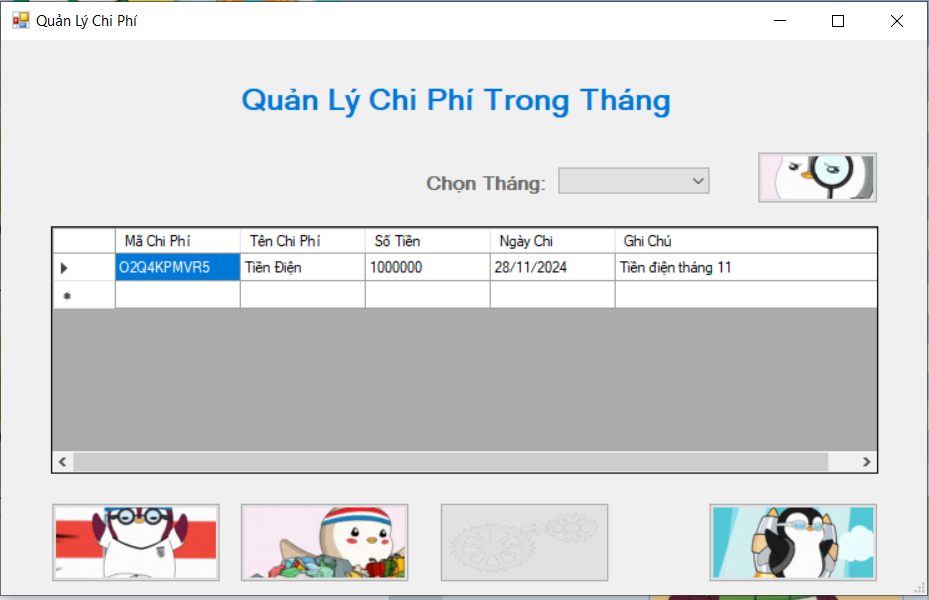 Quản Lý Chi Phí
Quản Lý Chi Phí Trong Tháng
Chọn Tháng:
Mã Chi Phí Tên Chi Phí Số Tiền Ngày Chi Ghi Chú
O2Q4KPMVR5 Tiền Điện 1000000 28/11/2024 Tiền điện tháng 11